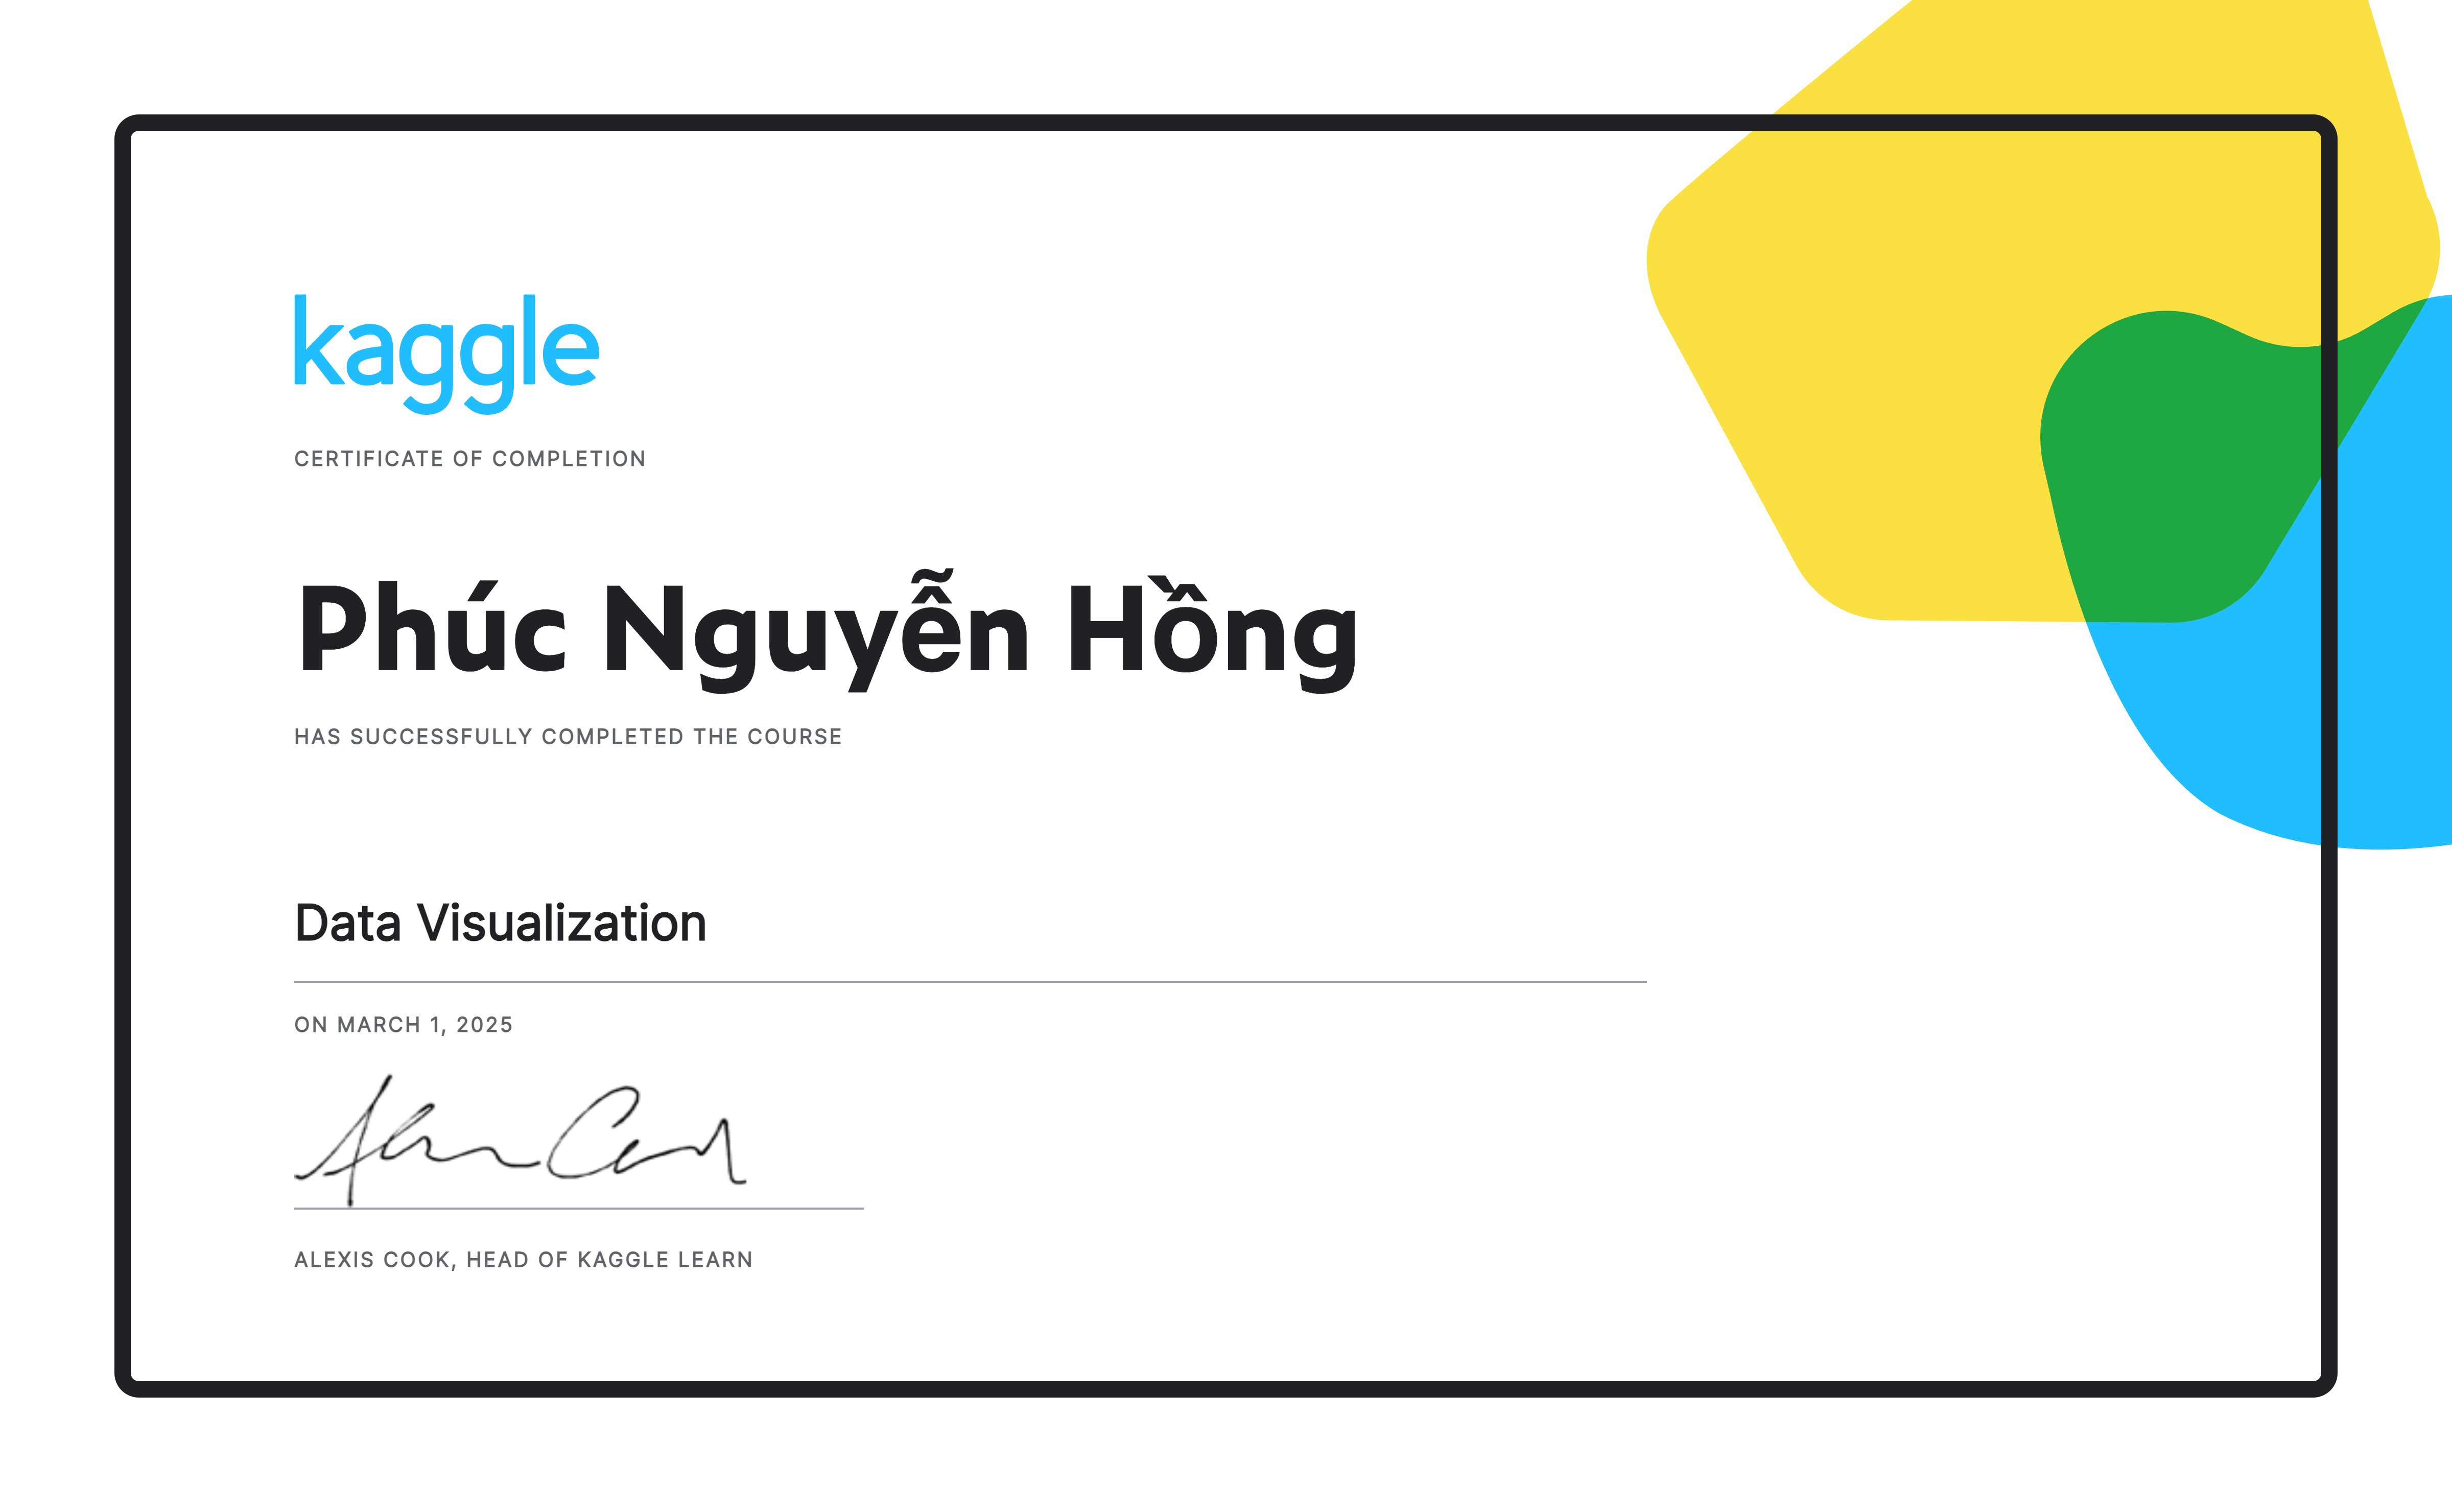 kaggle
CERTIFICATE OF COMPLETION
Phúc Nguyễn Hồng
HAS SUCCESSFULLY COMPLETED THE COURSE
Data Visualization
ON MARCH 1, 2025
ALEXIS COOK, HEAD OF KAGGLE LEARN